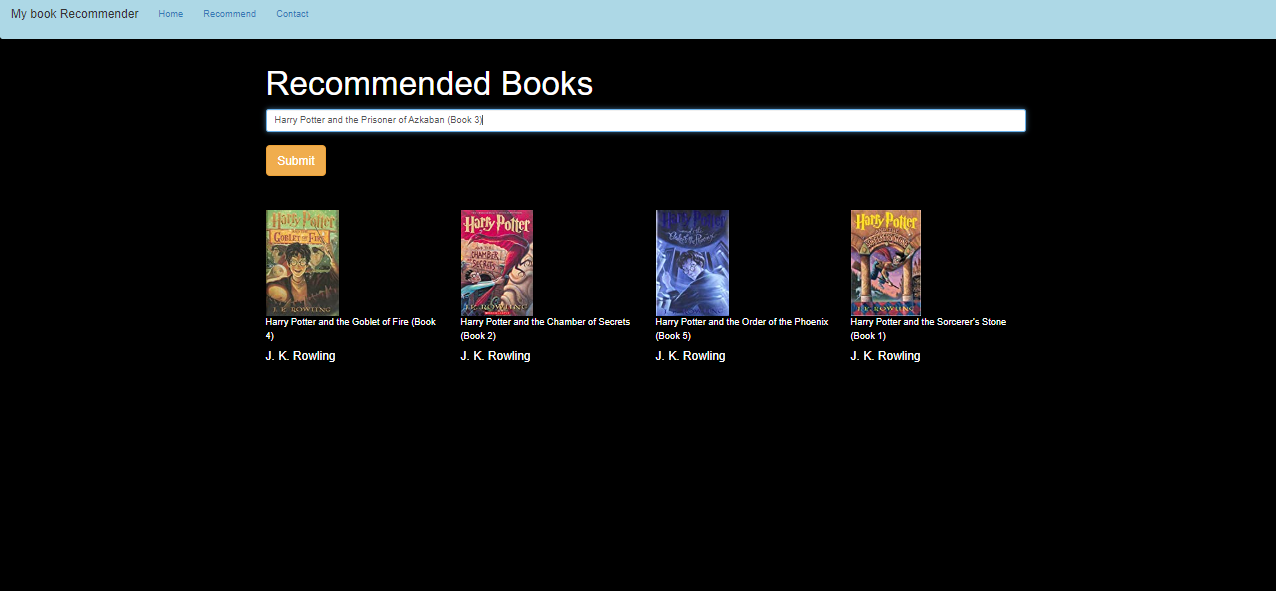 My book Recommender Home Recommend Contact
Recommended Books
Harry Potter and the Prisoner of Azkaban (Book 3)
Submit
Harry Potter
GOBLET OF FIRE
J. K. ROWLING
Harry Potter
AND THE
CHAMBER OF
SECRETS
J. K. ROWLING
Harry Potter
and the
Order of the Phoenix
Harry Potter
J. K. ROWLING
Harry Potter and the Goblet of Fire (Book
4)
J. K. Rowling
Harry Potter and the Chamber of Secrets
(Book 2)
J. K. Rowling
Harry Potter and the Order of the Phoenix
(Book 5)
J. K. Rowling
Harry Potter and the Sorcerer's Stone
(Book 1)
J. K. Rowling